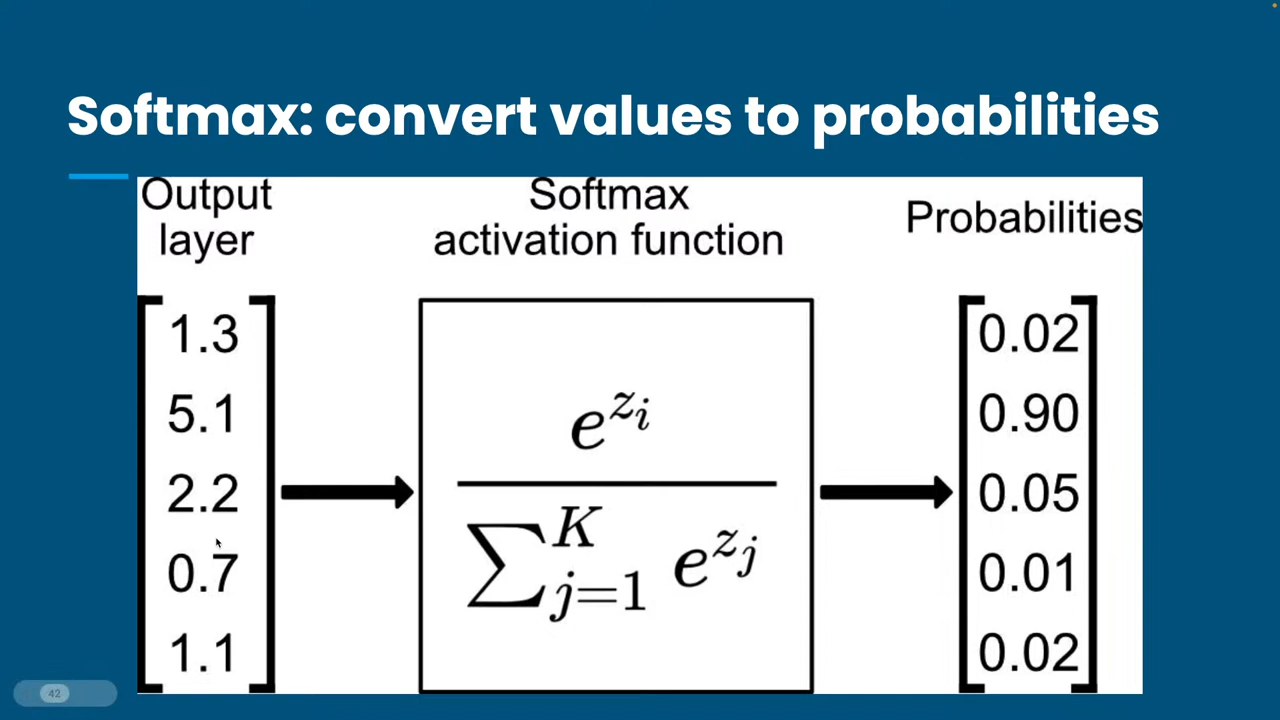 Softmax: convert values to probabilities
Output
layer
Softmax
activation function
Probabilities
1.3
5.1
2.2
0.7
1.1
e^{z_i}
∑_{j=1}^{K} e^{z_j}
0.02
0.90
0.05
0.01
0.02
42